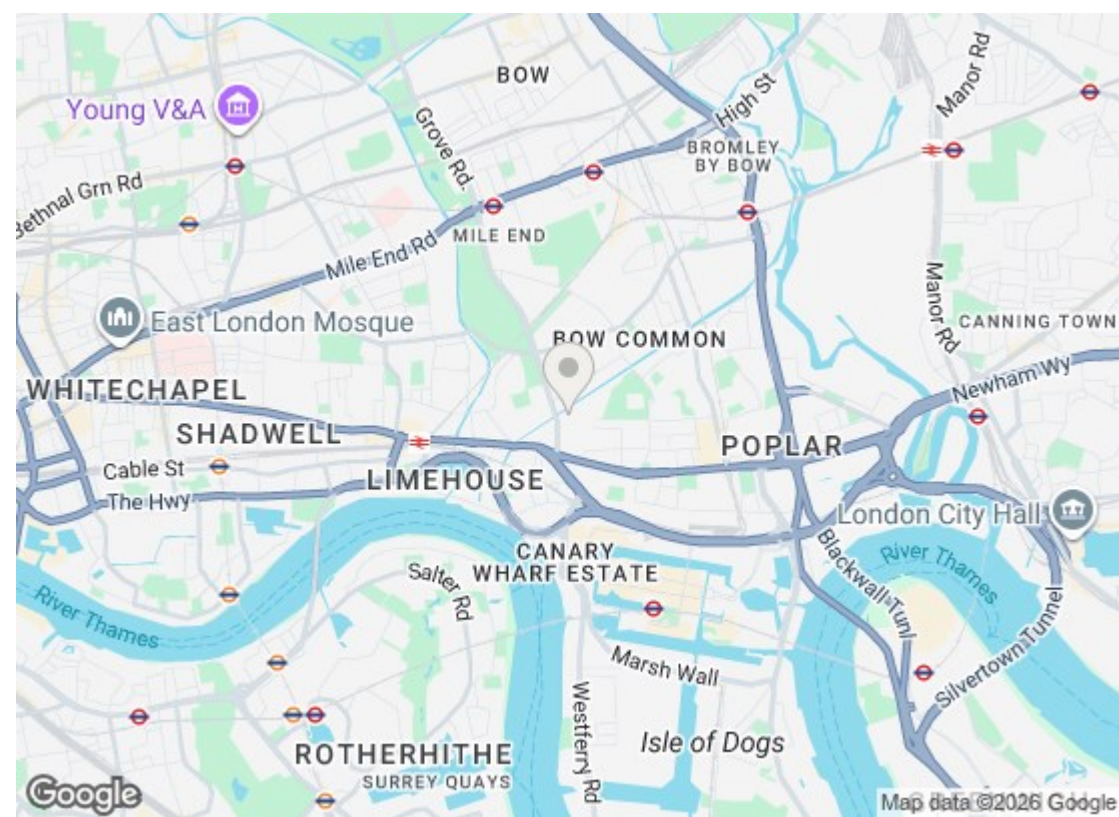 BOW
Manor Rd
High St
Young V&A
Grove Rd.
BROMLEY
BY BOW
Bethnal Grn Rd
MILE END
Mile End Rd
Manor Rd
East London Mosque
CANNING TOWN
BOW COMMON
Newham Wy
WHITECHAPEL
SHADWELL
POPLAR
Cable St
LIMEHOUSE
The Hwy
London City Hall
CANARY
WHARF ESTATE
Salter Rd
Blackwall Tunl
River Thames
River Thames
Silvertown Tunnel
Marsh Wall
Westferry Rd
Isle of Dogs
ROTHERHITHE
SURREY QUAYS
Google
Map data ©2026 Google